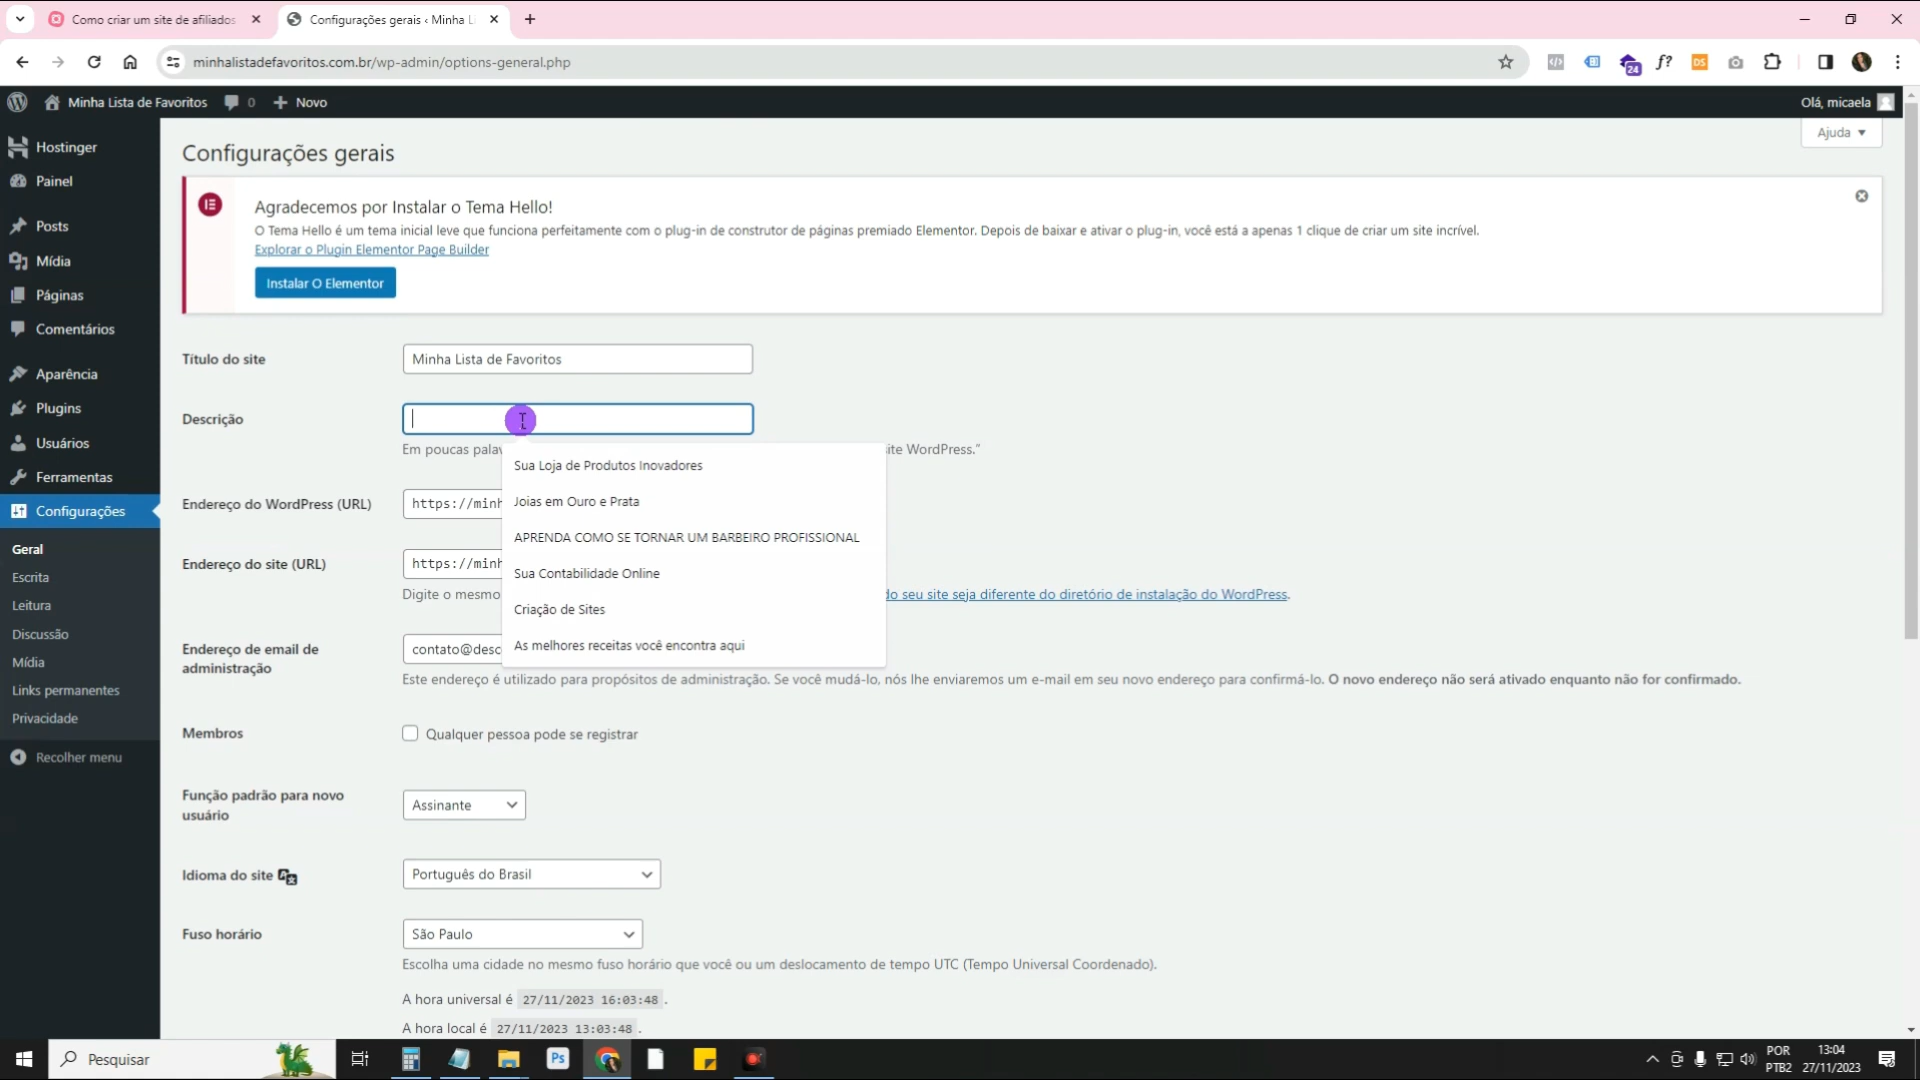 Como criar um site de afiliados
Configurações gerais ‹ Minha L
minhalistadefavoritos.com.br/wp-admin/options-general.php
24
f?
DS
Minha Lista de Favoritos
0
Novo
Olá, micaela
Ajuda
Hostinger
Painel
Posts
Mídia
Páginas
Comentários
Aparência
Plugins
Usuários
Ferramentas
Configurações
Geral
Escrita
Leitura
Discussão
Mídia
Links permanentes
Privacidade
Recolher menu
Configurações gerais
Agradecemos por Instalar o Tema Hello!
O Tema Hello é um tema inicial leve que funciona perfeitamente com o plug-in de construtor de páginas premiado Elementor. Depois de baixar e ativar o plug-in, você está a apenas 1 clique de criar um site incrível.
Explorar o Plugin Elementor Page Builder
Instalar O Elementor
Título do site
Minha Lista de Favoritos
Descrição
Em poucas palav
ite WordPress."
Sua Loja de Produtos Inovadores
Joias em Ouro e Prata
APRENDA COMO SE TORNAR UM BARBEIRO PROFISSIONAL
Sua Contabilidade Online
Criação de Sites
As melhores receitas você encontra aqui
Endereço do WordPress (URL)
https://minh
Endereço do site (URL)
https://minh
Digite o mesmo
do seu site seja diferente do diretório de instalação do WordPress.
Endereço de email de
administração
contato@desc
Este endereço é utilizado para propósitos de administração. Se você mudá-lo, nós lhe enviaremos um e-mail em seu novo endereço para confirmá-lo. O novo endereço não será ativado enquanto não for confirmado.
Membros
Qualquer pessoa pode se registrar
Função padrão para novo
usuário
Assinante
Idioma do site
Português do Brasil
Fuso horário
São Paulo
Escolha uma cidade no mesmo fuso horário que você ou um deslocamento de tempo UTC (Tempo Universal Coordenado).
A hora universal é 27/11/2023 16:03:48 .
A hora local é 27/11/2023 13:03:48 .
Pesquisar
Ps
POR
PTB2
13:04
27/11/2023